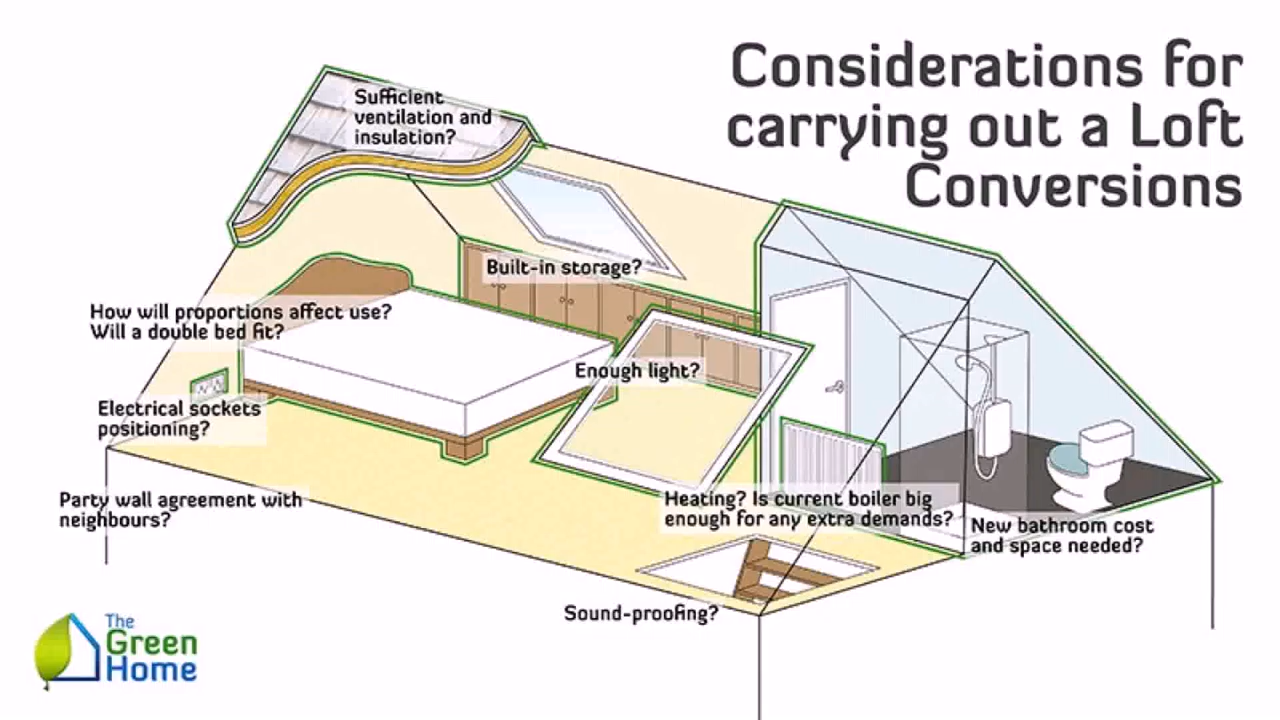 Considerations for
carrying out a Loft
Conversions
Sufficient
ventilation and
insulation?
Built-in storage?
How will proportions affect use?
Will a double bed fit?
Enough light?
Electrical sockets
positioning?
Party wall agreement with
neighbours?
Heating? Is current boiler big
enough for any extra demands?
New bathroom cost
and space needed?
Sound-proofing?
The
Green
Home